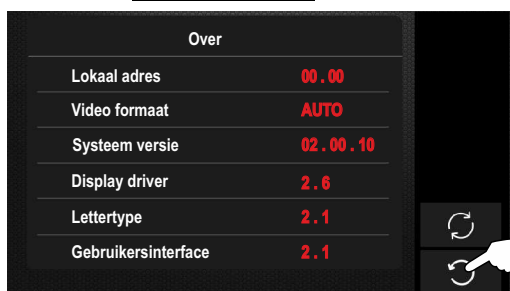 Over
Lokaal adres 00 . 00
Video formaat AUTO
Systeem versie 02 . 00 . 10
Display driver 2 . 6
Lettertype 2 . 1
Gebruikersinterface 2 . 1